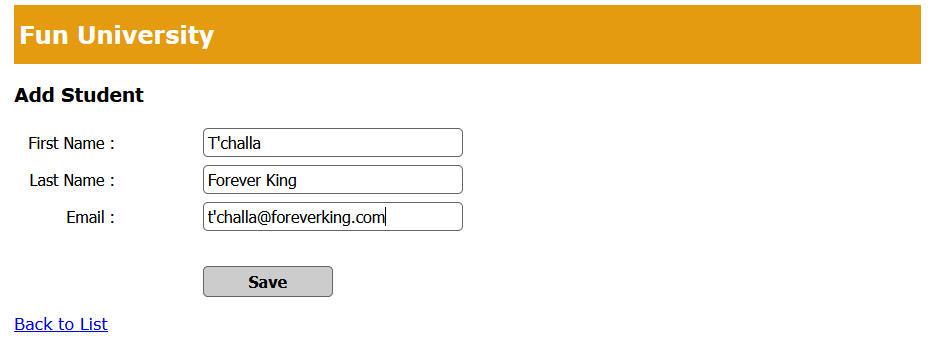 Fun University
Add Student
First Name : T'challa
Last Name : Forever King
Email : t'challa@foreverking.com
Save
Back to List